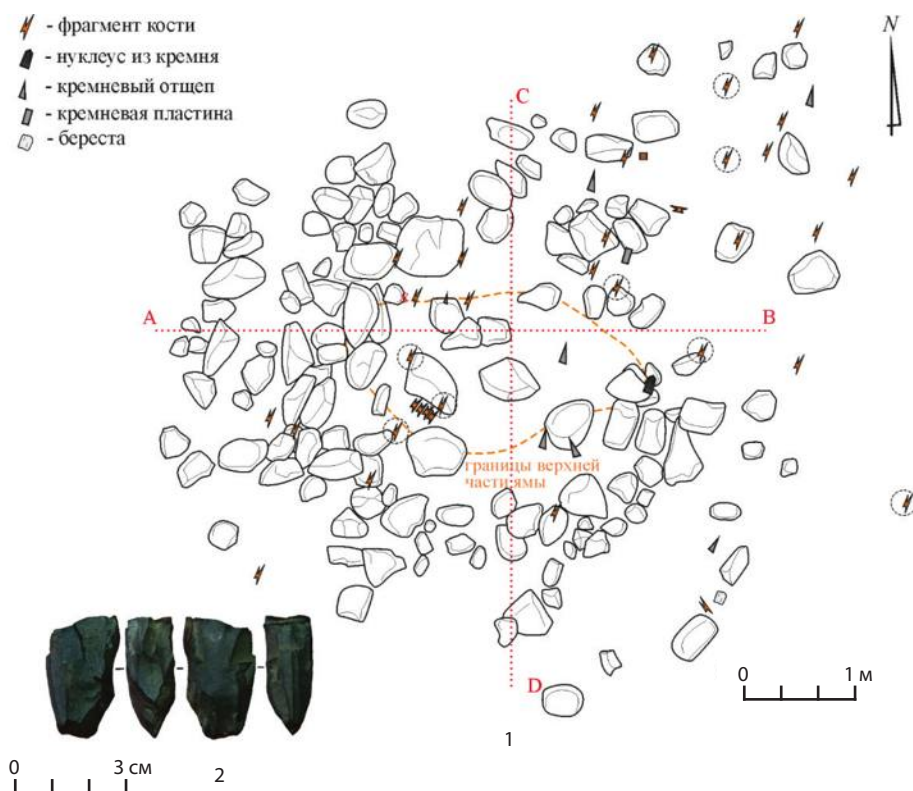 - фрагмент кости
- нуклеус из кремня
- кремневый отщеп
- кремневая пластина
- береста
N
C
A
B
границы верхней
части ямы
D
0 1 м
1
0 3 см
2